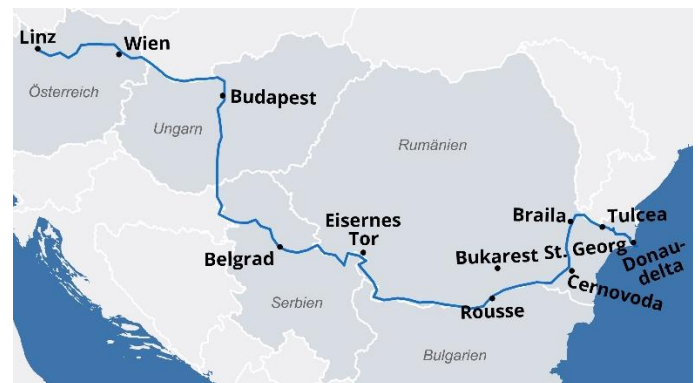 Linz
Wien
Österreich
Budapest
Ungarn
Rumänien
Eisernes
Tor
Braila
Tulcea
Belgrad
Bukarest
St. Georg
Donau-
delta
Cernovoda
Serbien
Rousse
Bulgarien